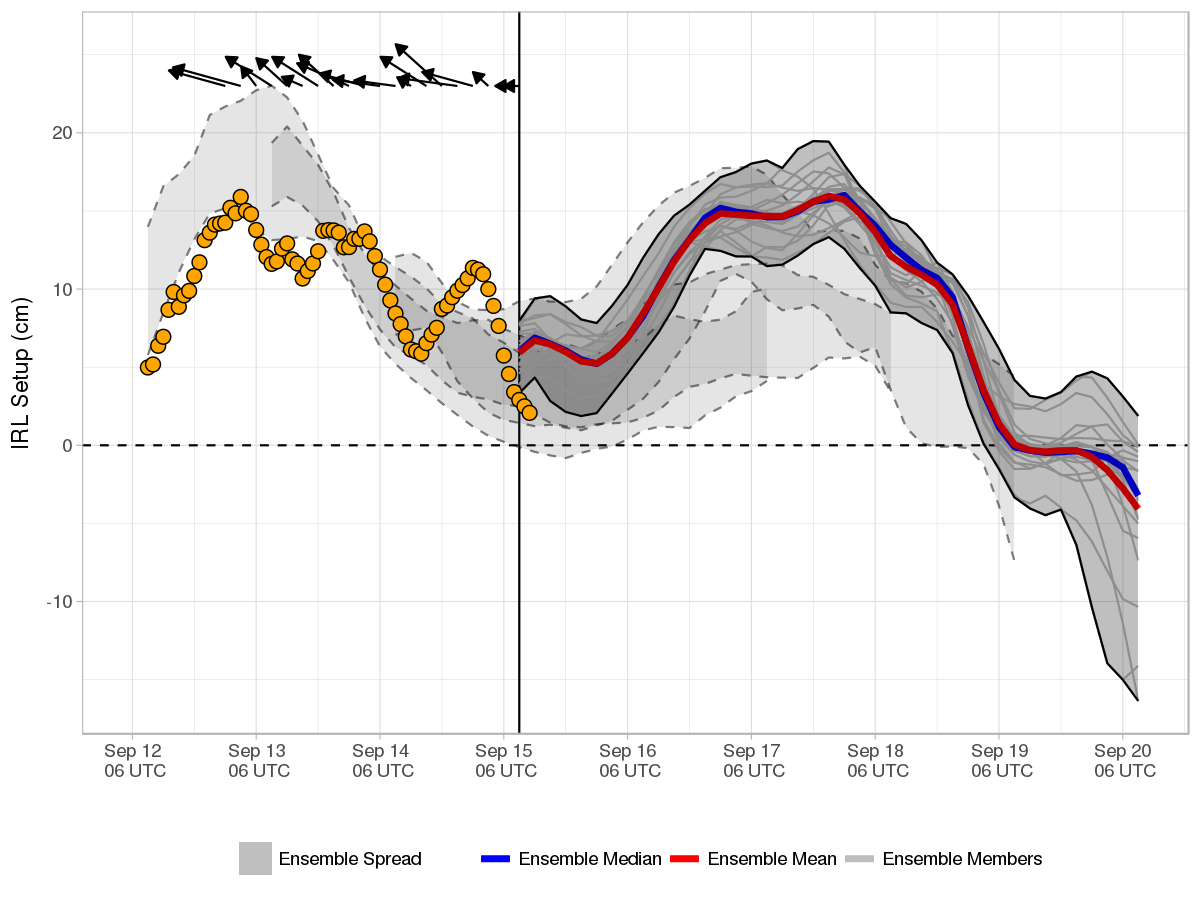 IRL Setup (cm)
20
10
0
-10
Sep 12 Sep 13 Sep 14 Sep 15 Sep 16 Sep 17 Sep 18 Sep 19 Sep 20
06 UTC 06 UTC 06 UTC 06 UTC 06 UTC 06 UTC 06 UTC 06 UTC 06 UTC
Ensemble Spread Ensemble Median Ensemble Mean Ensemble Members